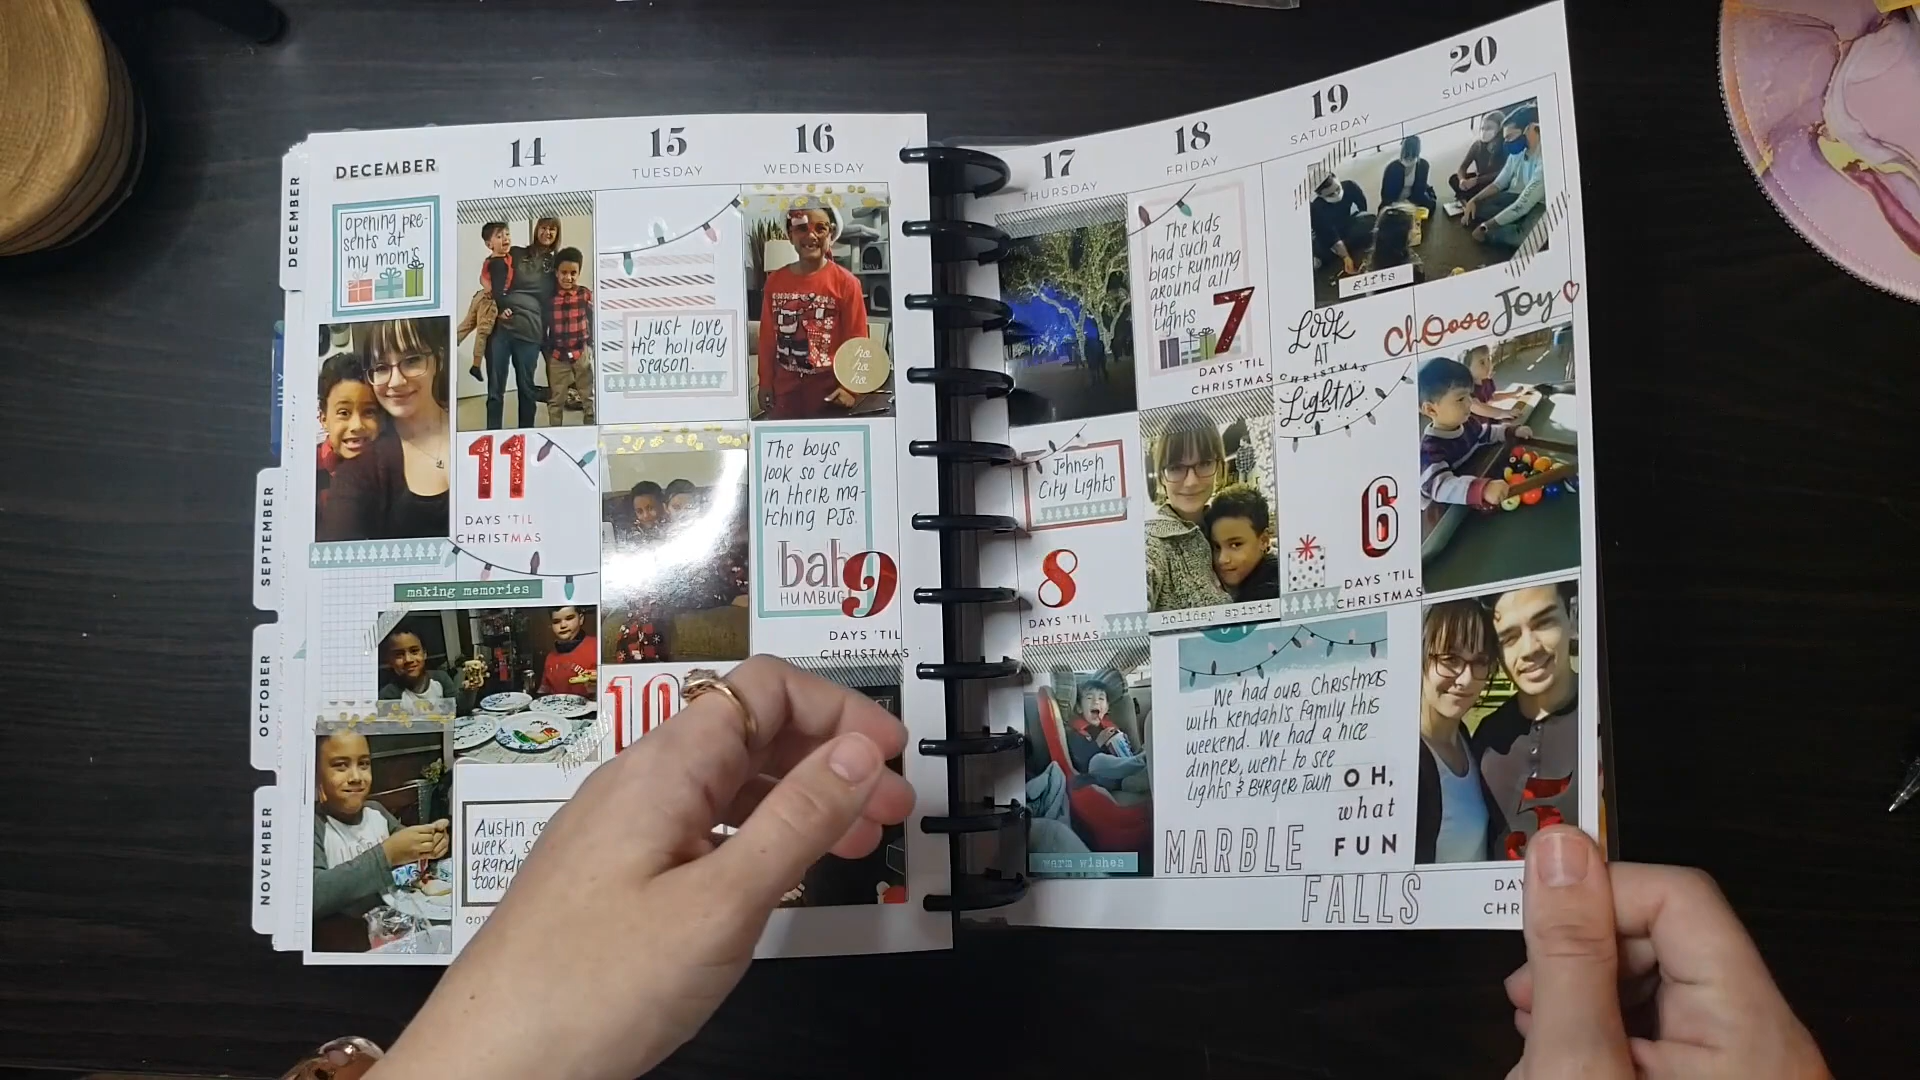 DECEMBER
SEPTEMBER
OCTOBER
NOVEMBER
DECEMBER
opening pre-
sents at
my mom's
making memories
14
MONDAY
11
DAYS 'TIL
CHRISTMAS
Austin
week,
cooki
15
TUESDAY
I just love
the holiday
season.
10
16
WEDNESDAY
ho
ho
ho.
The boys
look so cute
in their ma-
tching PJs.
bah
HUMBUG
9
DAYS 'TIL
CHRISTMAS
17
THURSDAY
Johnson
City Lights
8
DAYS 'TIL
CHRISTMAS
warm wishes
18
FRIDAY
The kids
had such a
blast running
around all
the
Lights
7
DAYS 'TIL
CHRISTMAS
holiday spirit
19
SATURDAY
gifts
Look
AT
CHRISTMAS
Lights
6
DAYS 'TIL
CHRISTMAS
We had our Christmas
with Kendahl's family this
weekend. We had a nice
dinner, went to see
lights & Burger Town
OH,
what
FUN
MARBLE
FALLS
20
SUNDAY
choose Joy
5